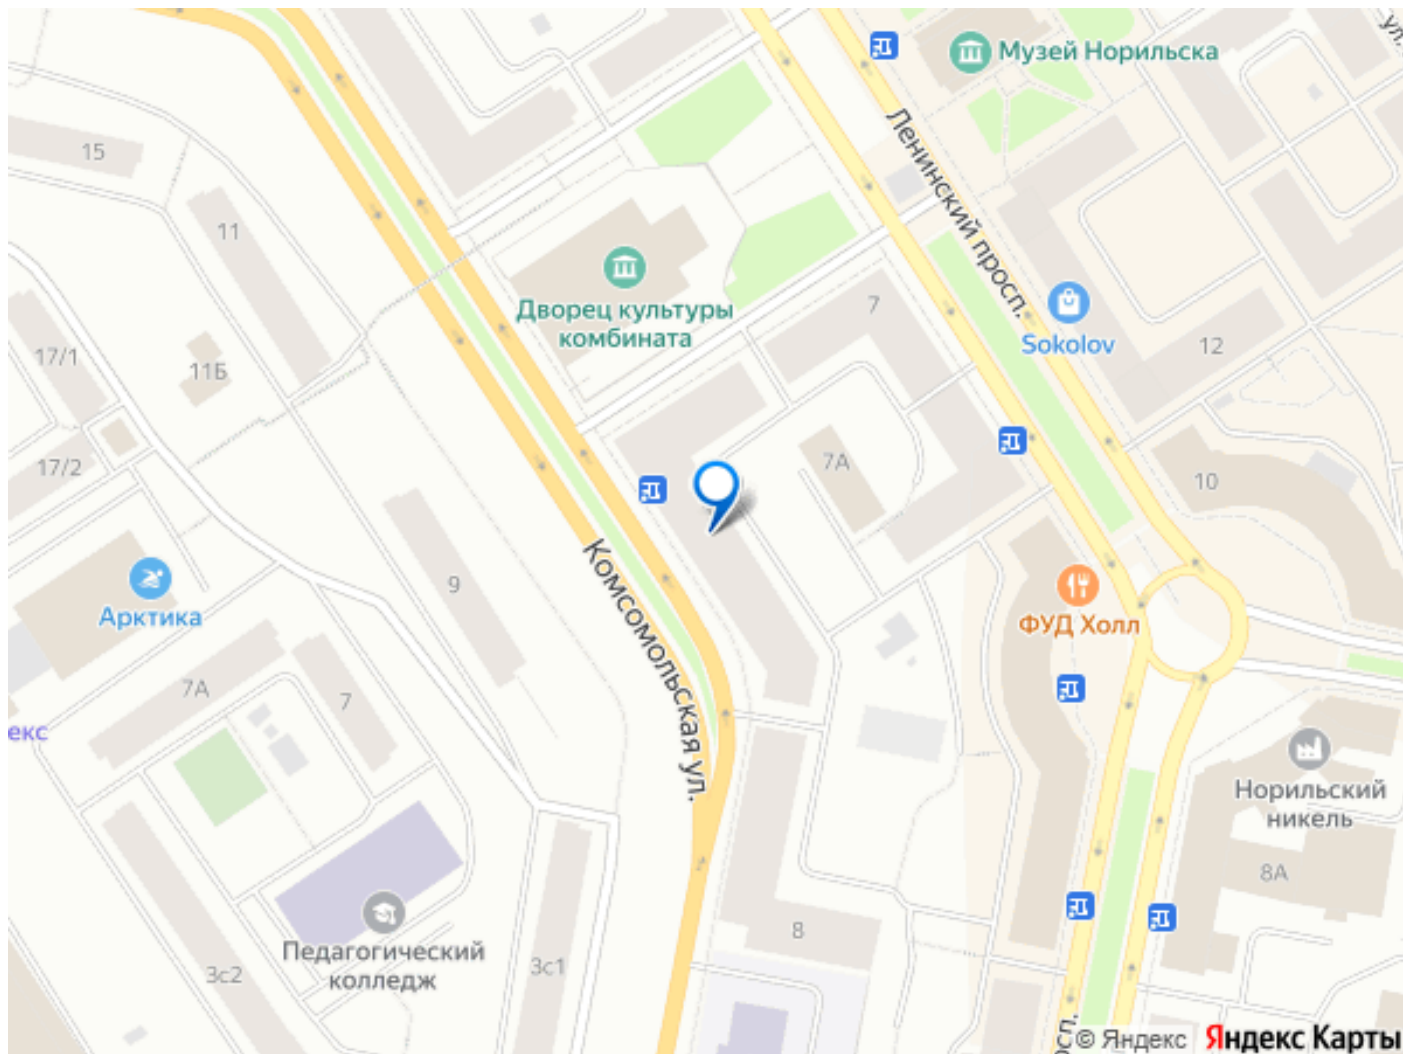 ул.
Музей Норильска
Ленинский просп.
15
11
Дворец культуры
комбината
7
Sokolov
12
17/1
11Б
17/2
7А
10
Комсомольская ул.
9
Арктика
ФУД Холл
7А
7
екс
Норильский
никель
8А
8
Педагогический
колледж
3с2
3с1
осп.
© Яндекс Яндекс Карты